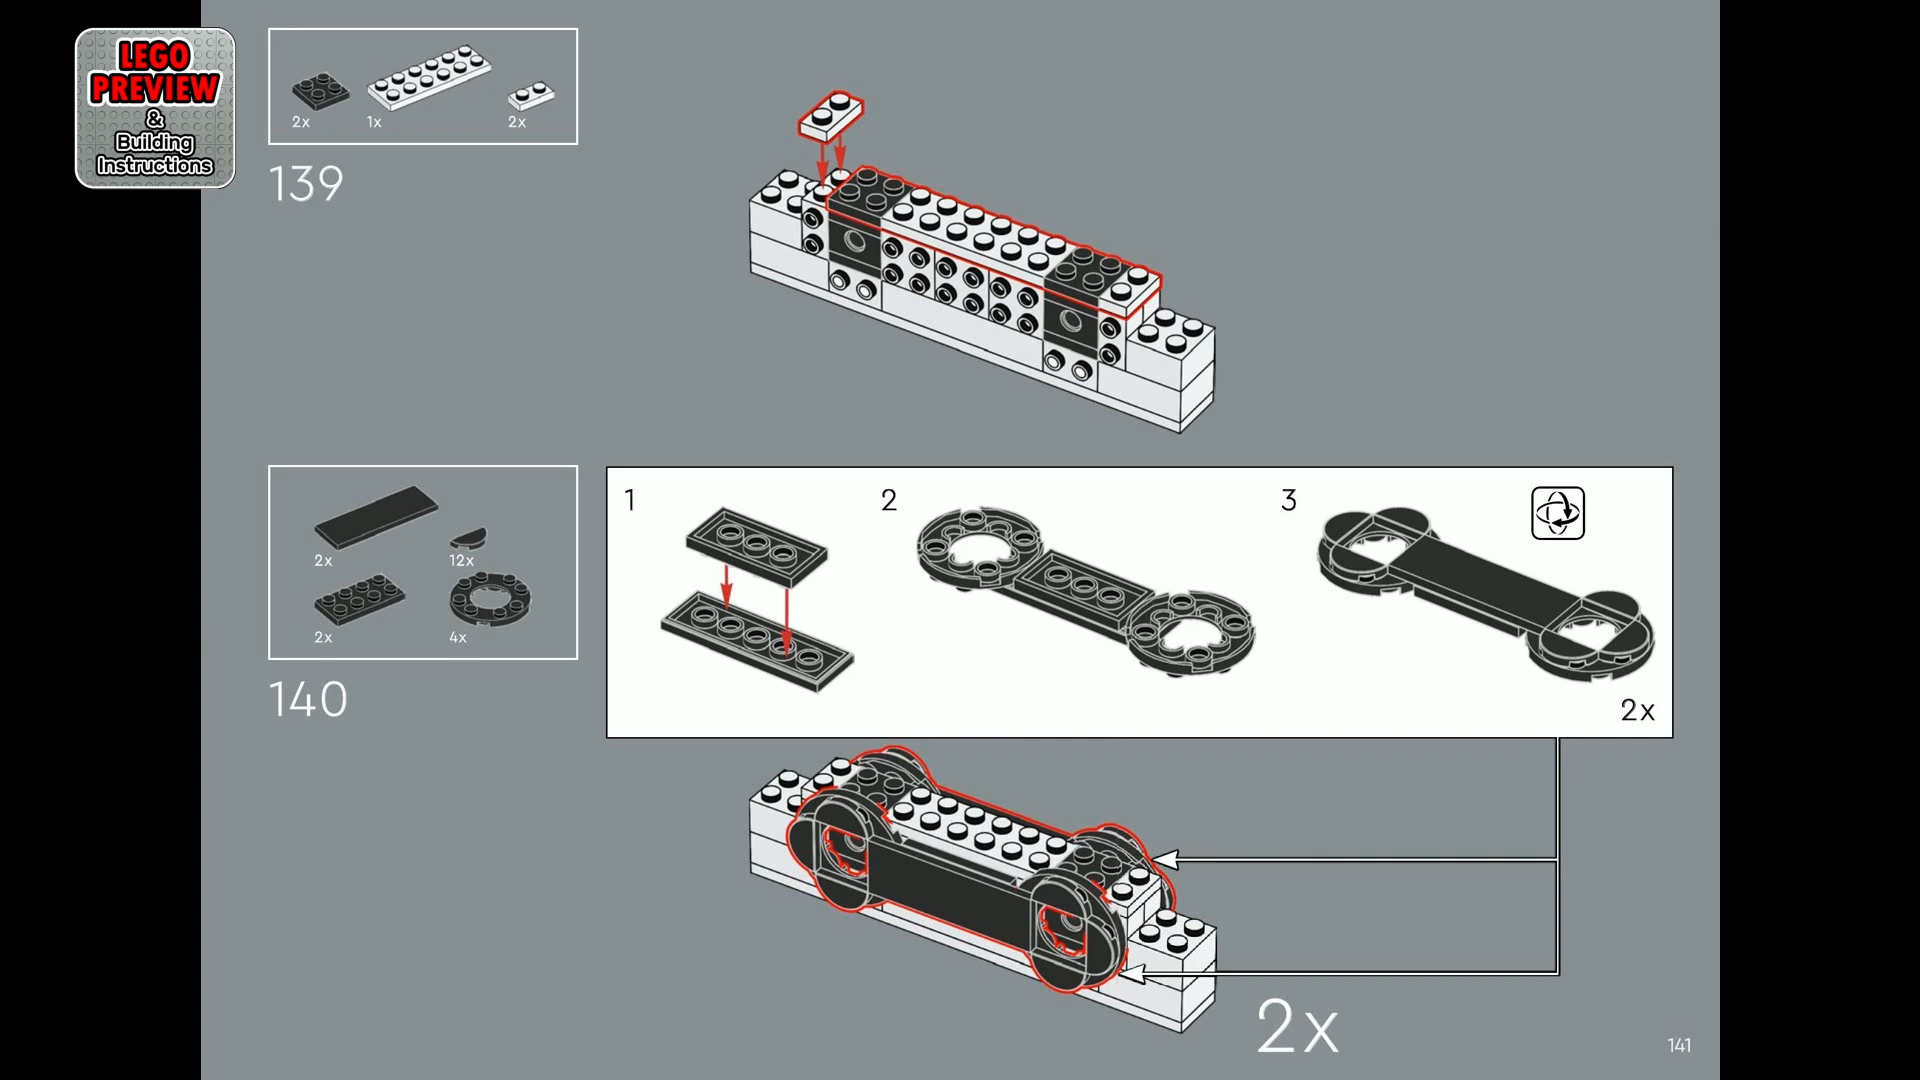 LEGO
PREVIEW
&
Building
Instructions
2x
1x
2x
139
2x
12x
2x
4x
140
1
2
3
2x
2x
141